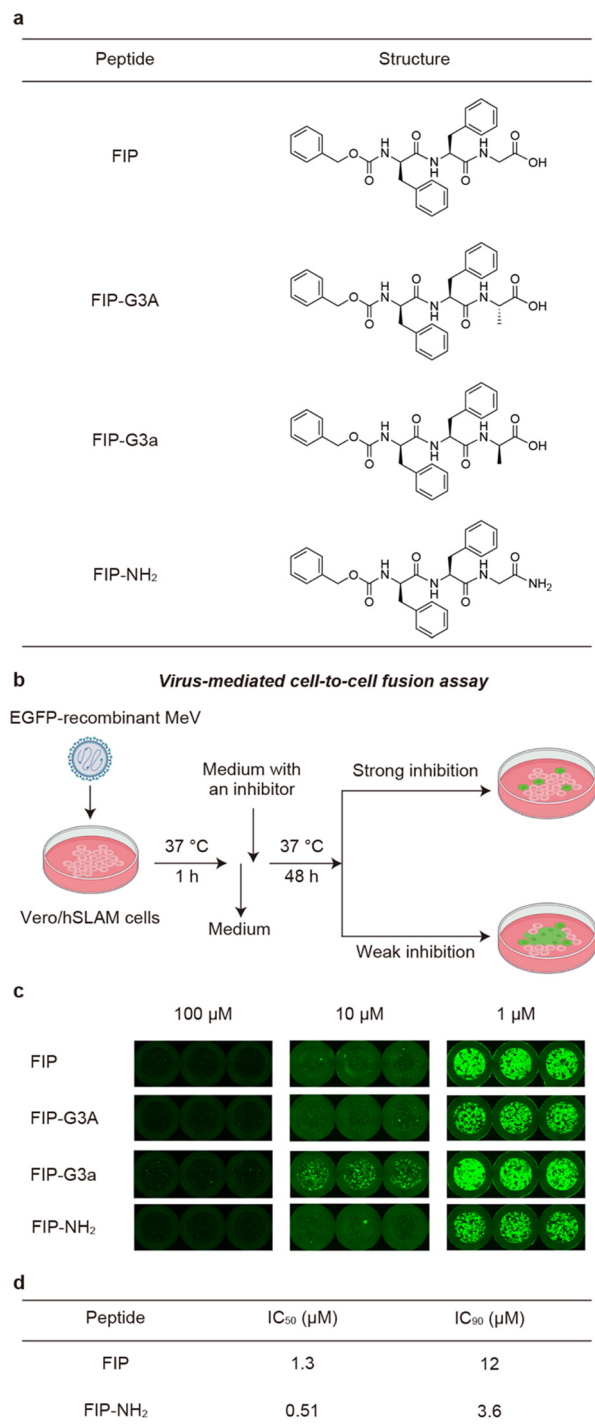 a
Peptide Structure
FIP
FIP-G3A
FIP-G3a
FIP-NH₂
O
N
H
O
O
H
N
O
H
N
O
OH
O
N
H
O
O
H
N
O
H
N
O
OH
O
N
H
O
O
H
N
O
H
N
O
OH
O
N
H
O
O
H
N
O
H
N
O
NH₂
b Virus-mediated cell-to-cell fusion assay
EGFP-recombinant MeV
Medium with
an inhibitor
Strong inhibition
37 °C
1 h
37 °C
48 h
Vero/hSLAM cells
Medium
Weak inhibition
c
100 μM 10 μM 1 μM
FIP
FIP-G3A
FIP-G3a
FIP-NH₂
d
Peptide IC₅₀ (μM) IC₉₀ (μM)
FIP 1.3 12
FIP-NH₂ 0.51 3.6